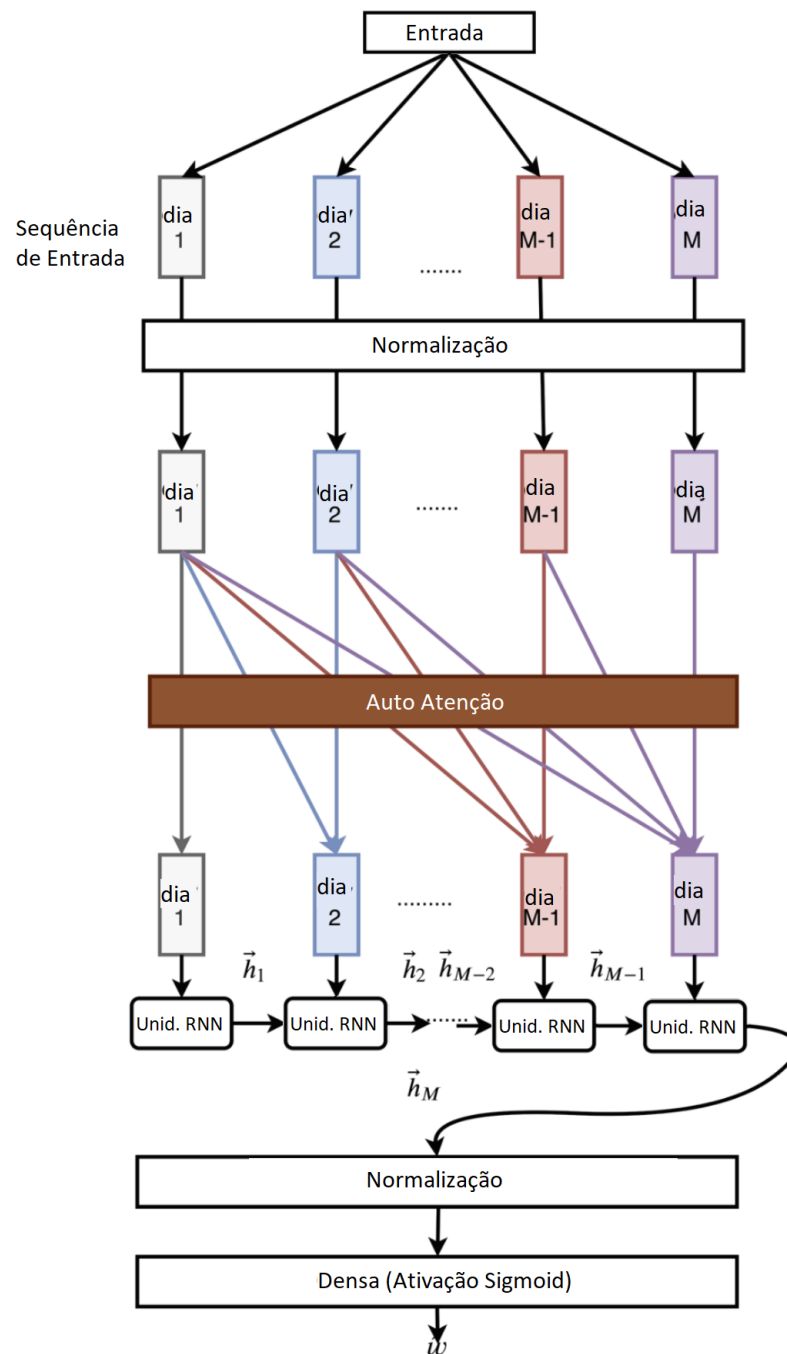 Entrada
dia dia dia dia
1 2 M-1 M
Sequência
de Entrada
.......
Normalização
dia dia dia dia
1 2 M-1 M
.......
Auto Atenção
dia dia dia dia
1 2 M-1 M
.........
h⃗₁ h⃗₂ h⃗_{M−2} h⃗_{M−1}
Unid. RNN Unid. RNN ....... Unid. RNN Unid. RNN
h⃗_M
Normalização
Densa (Ativação Sigmoid)
w